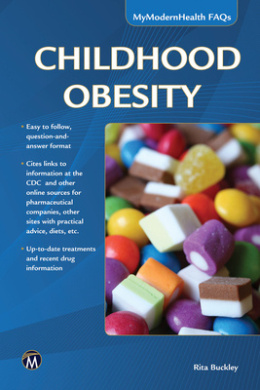 MyModernHealth FAQs
CHILDHOOD
OBESITY
• Easy to follow,
question-and-
answer format
• Cites links to
information at the
CDC and other
online sources for
pharmaceutical
companies, other
sites with practical
advice, diets, etc.
• Up-to-date treatments
and recent drug
information
M
Rita Buckley